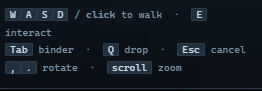 W A S D / click to walk · E
interact
Tab binder · Q drop · Esc cancel
, . rotate · scroll zoom